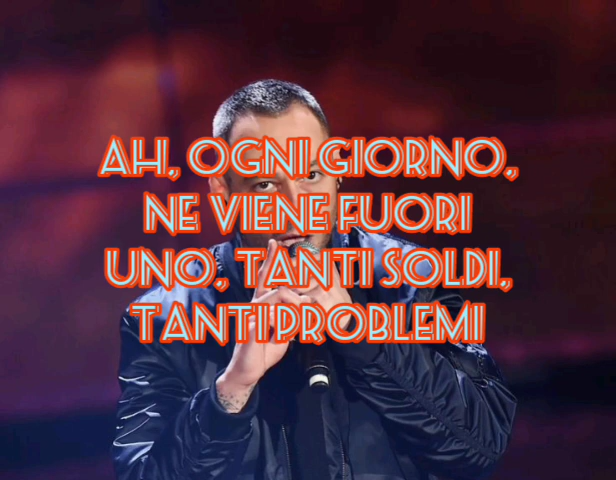 AH, OGNI GIORNO,
NE VIENE FUORI
UNO, TANTI SOLDI,
TANTI PROBLEMI